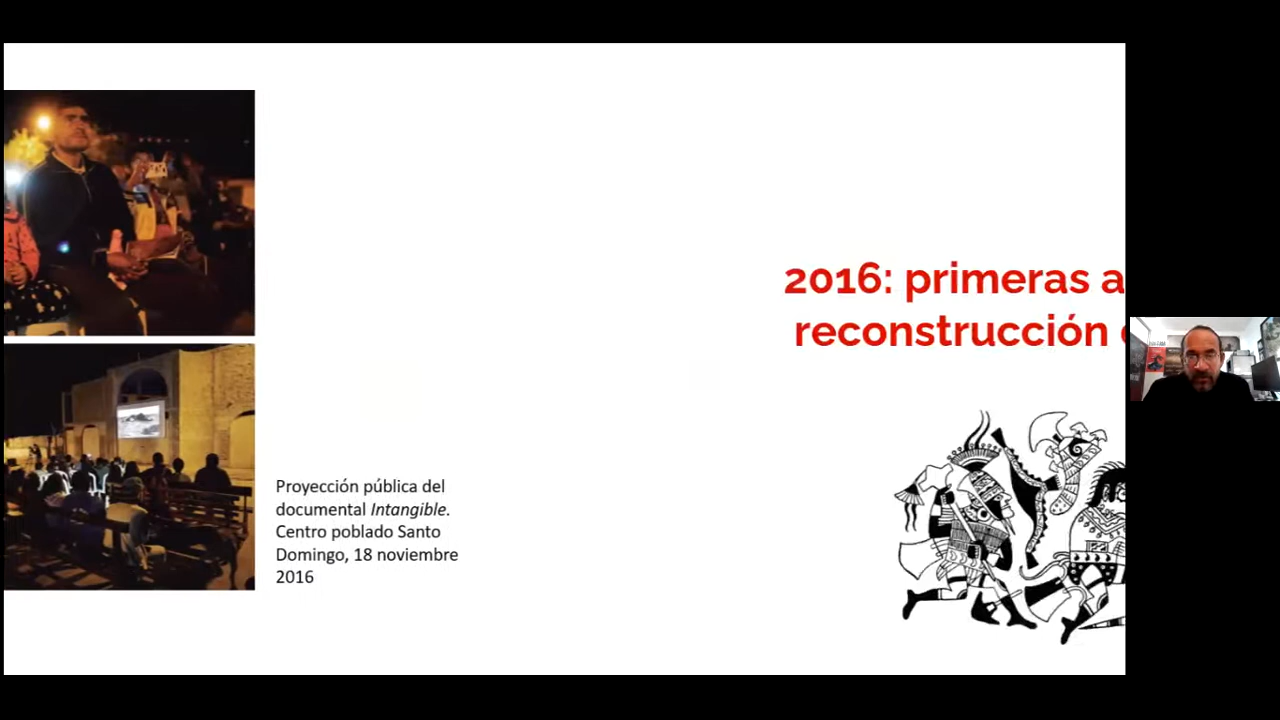 2016: primeras a
reconstrucción
Proyección pública del
documental Intangible.
Centro poblado Santo
Domingo, 18 noviembre
2016